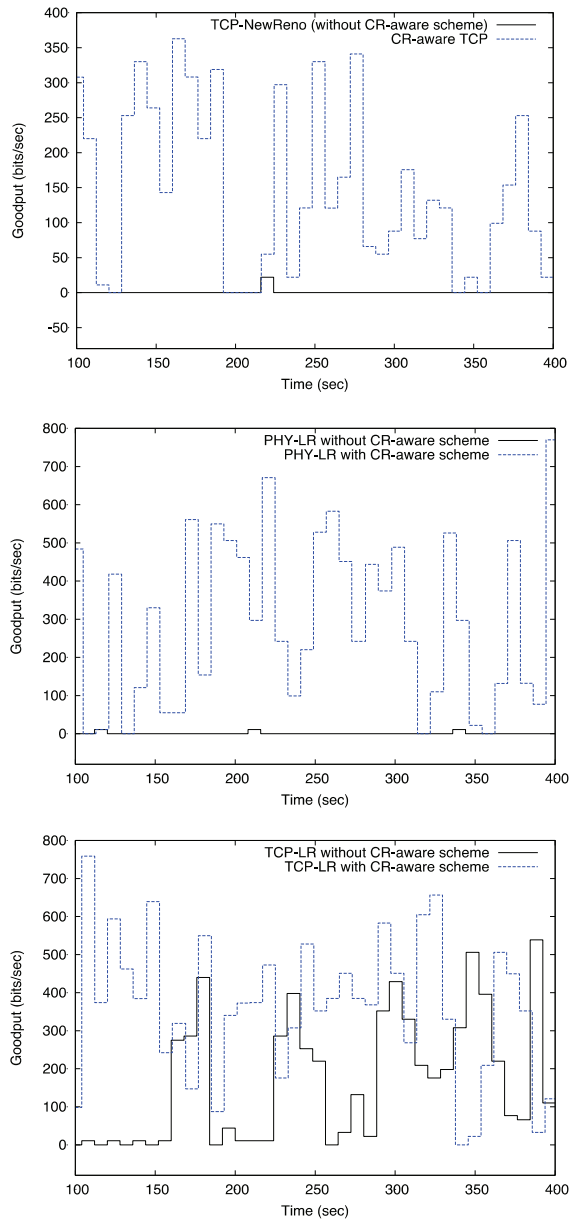 400
TCP-NewReno (without CR-aware scheme)
CR-aware TCP
350
300
250
200
150
100
50
0
-50
Goodput (bits/sec)
100 150 200 250 300 350 400
Time (sec)
800
PHY-LR without CR-aware scheme
PHY-LR with CR-aware scheme
700
600
500
400
300
200
100
0
Goodput (bits/sec)
100 150 200 250 300 350 400
Time (sec)
800
TCP-LR without CR-aware scheme
TCP-LR with CR-aware scheme
700
600
500
400
300
200
100
0
Goodput (bits/sec)
100 150 200 250 300 350 400
Time (sec)